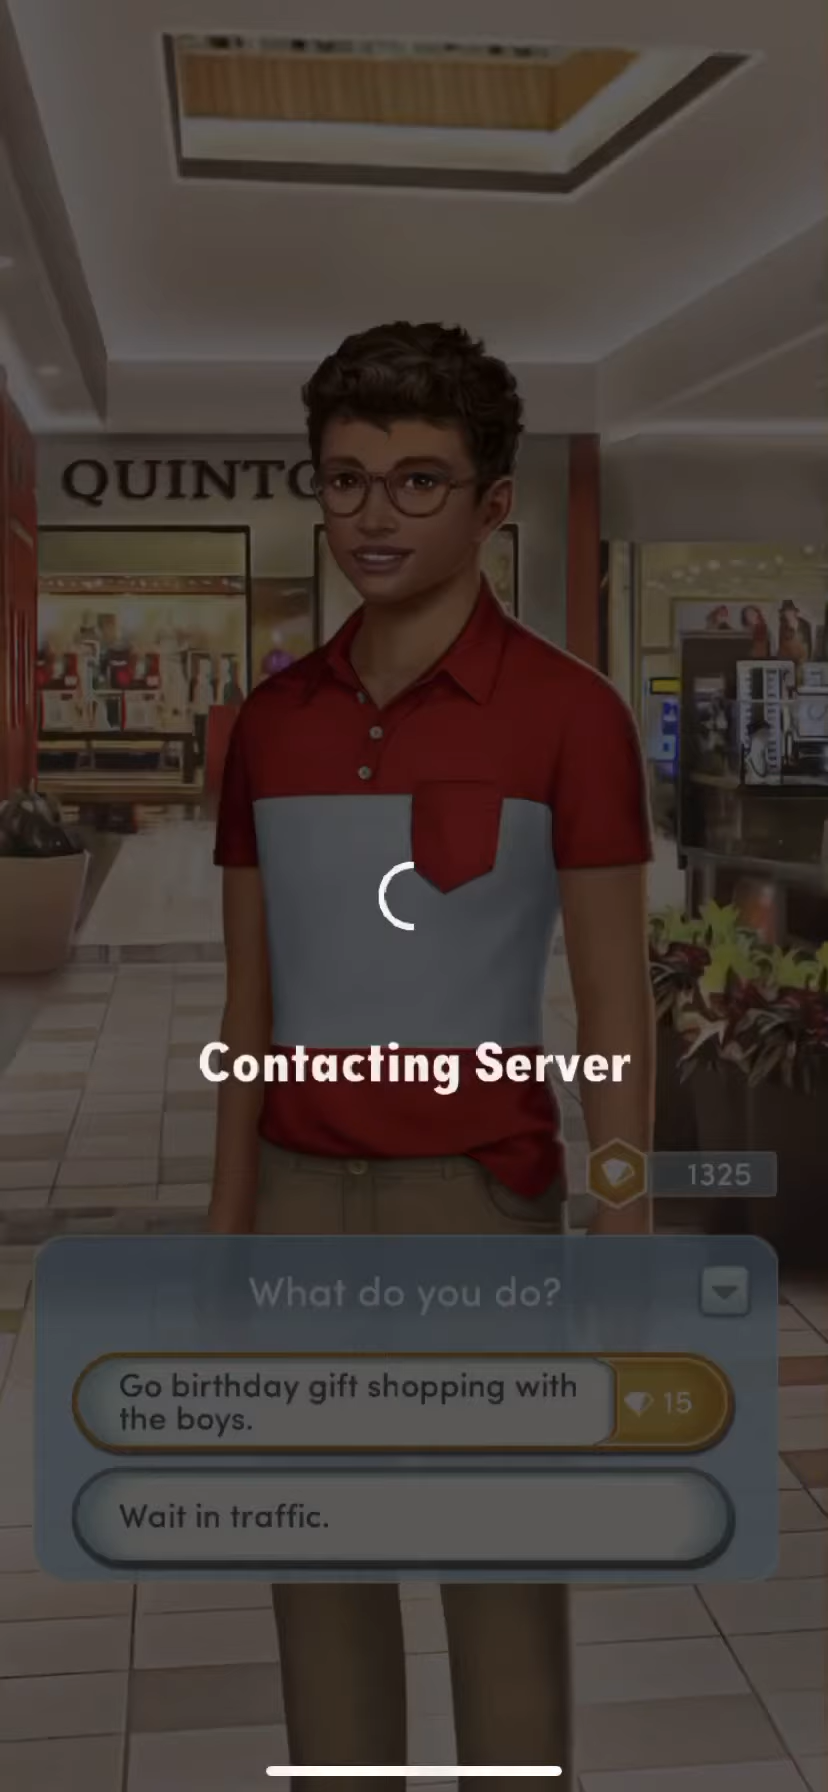 QUINTO
Contacting Server
1325
What do you do?
Go birthday gift shopping with
the boys.
15
Wait in traffic.